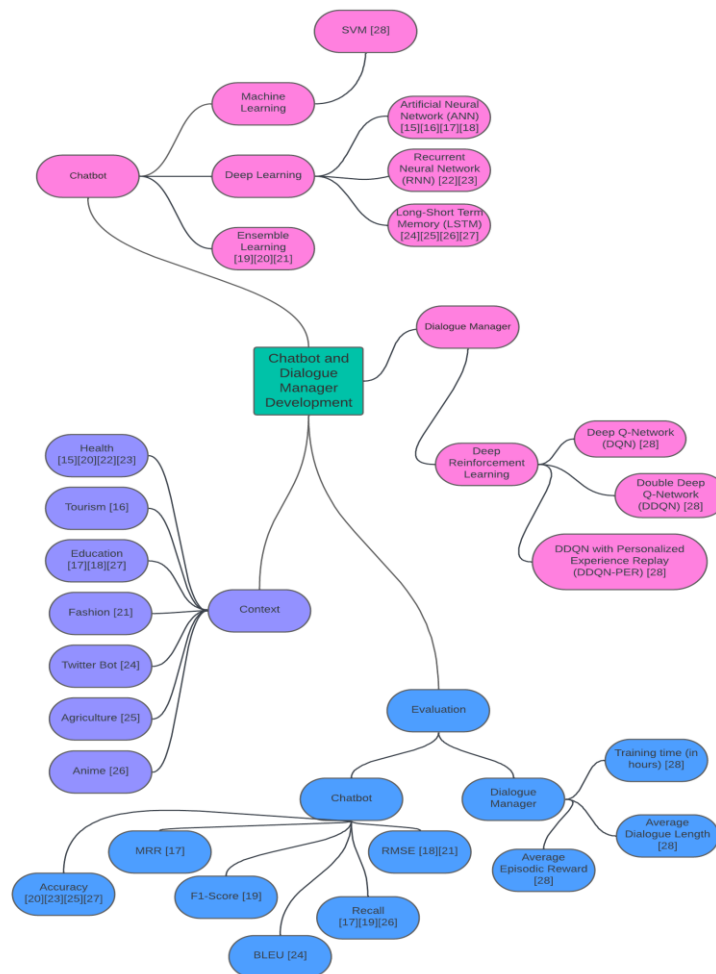 SVM [28]
Machine
Learning
Artificial Neural
Network (ANN)
[15][16][17][18]
Chatbot
Deep Learning
Recurrent
Neural Network
(RNN) [22][23]
Long-Short Term
Memory (LSTM)
[24][25][26][27]
Ensemble
Learning
[19][20][21]
Dialogue Manager
Chatbot and
Dialogue
Manager
Development
Deep
Reinforcement
Learning
Deep Q-Network
(DQN) [28]
Double Deep
Q-Network
(DDQN) [28]
DDQN with Personalized
Experience Replay
(DDQN-PER) [28]
Health
[15][20][22][23]
Tourism [16]
Education
[17][18][27]
Fashion [21]
Context
Twitter Bot [24]
Agriculture [25]
Anime [26]
Evaluation
Chatbot
Dialogue
Manager
Training time (in
hours) [28]
Average
Dialogue Length
[28]
Average
Episodic Reward
[28]
MRR [17]
RMSE [18][21]
Accuracy
[20][23][25][27]
F1-Score [19]
Recall
[17][19][26]
BLEU [24]